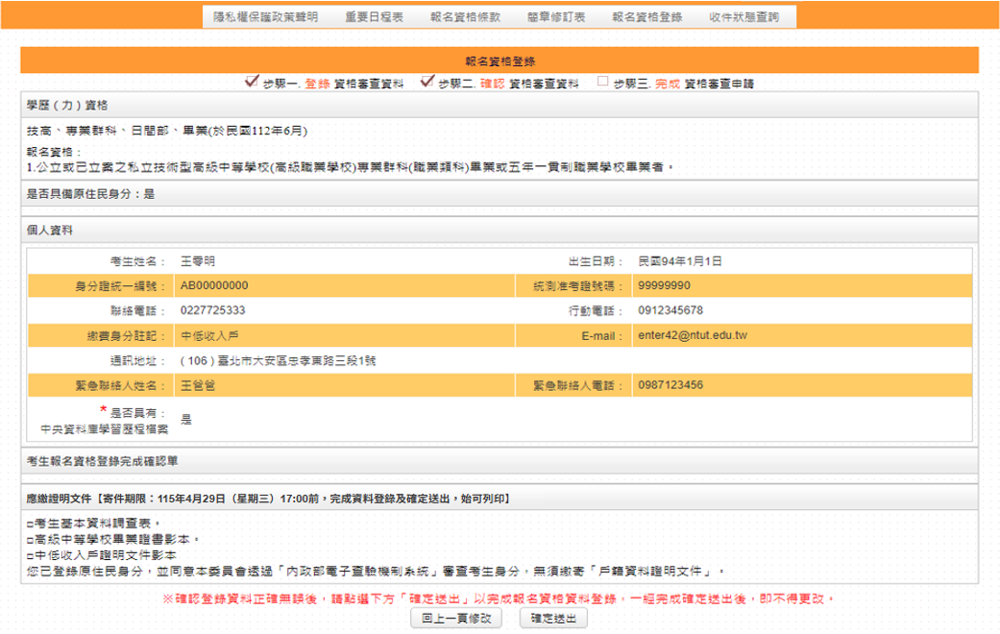 隱私權保護政策聲明 重要日程表 報名資格條款 簡章修訂表 報名資格登錄 收件狀態查詢
報名資格登錄
步驟一. 登錄 資格審查資料 步驟二. 確認 資格審查資料 步驟三. 完成 資格審查申請
學歷（力）資格
技高、專業群科、日間部、畢業(於民國112年6月)
報名資格：
1.公立或已立案之私立技術型高級中等學校(高級職業學校)專業群科(職業類科)畢業或五年一貫制職業學校畢業者。
是否具備原住民身分：是
個人資料
考生姓名： 王零明 出生日期： 民國94年1月1日
身分證統一編號： AB00000000 統測准考證號碼： 99999990
聯絡電話： 0227725333 行動電話： 0912345678
繳費身分註記： 中低收入戶 E-mail： enter42@ntut.edu.tw
通訊地址： （106）臺北市大安區忠孝東路三段1號
緊急聯絡人姓名： 王爸爸 緊急聯絡人電話： 0987123456
* 是否具有：
中央資料庫學習歷程檔案 是
考生報名資格登錄完成確認單
應繳證明文件【寄件期限：115年4月29日（星期三）17:00前，完成資料登錄及確定送出，始可列印】
□考生基本資料調查表。
□高級中等學校畢業證書影本。
□中低收入戶證明文件影本
您已登錄原住民身分，並同意本委員會透過「內政部電子查驗機制系統」審查考生身分，無須繳寄「戶籍資料證明文件」。
※確認登錄資料正確無誤後，請點選下方「確定送出」以完成報名資格資料登錄，一經完成確定送出後，即不得更改。
回上一頁修改 確定送出